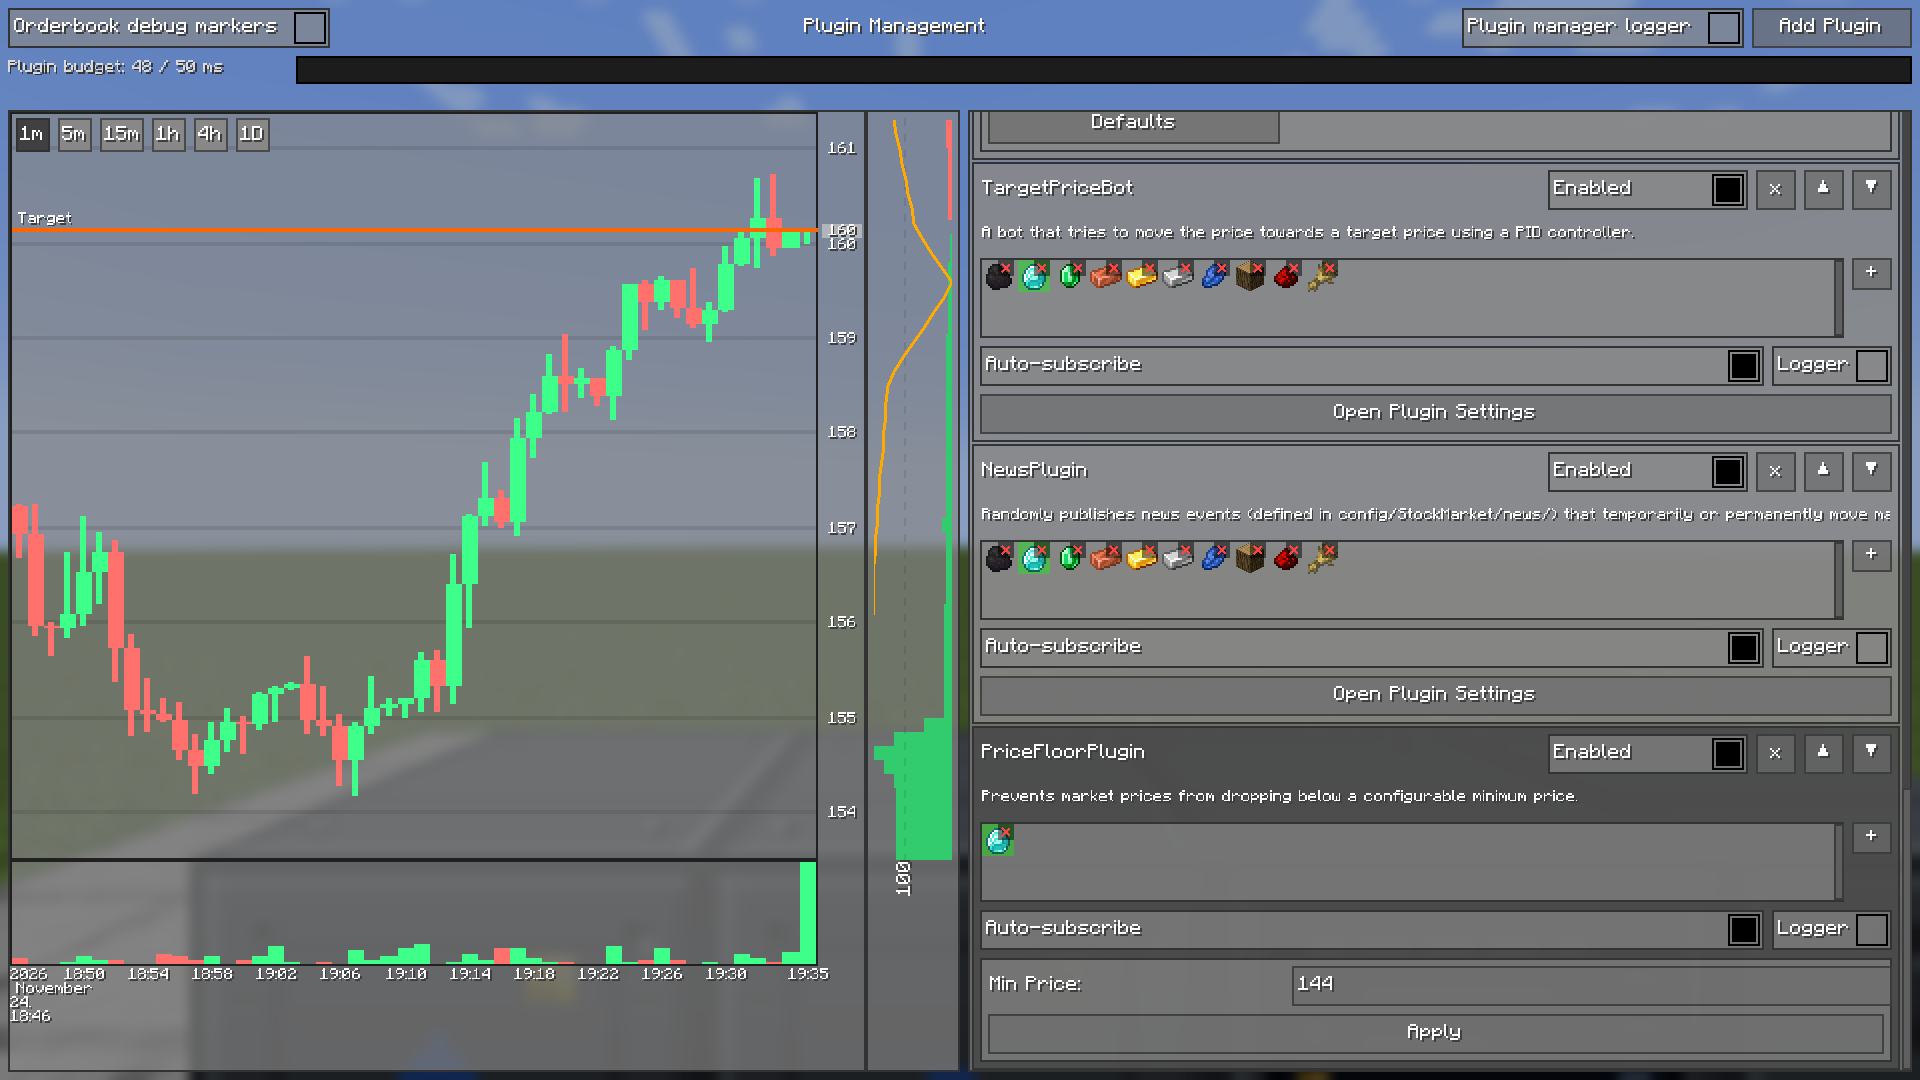 Orderbook debug markers
Plugin Management
Plugin manager logger
Add Plugin
Plugin budget: 48 / 50 ms
1m 5m 15m 1h 4h 1D
Target
161
160
160
159
158
157
156
155
154
100
2026 18:50 18:54 18:58 19:02 19:06 19:10 19:14 19:18 19:22 19:26 19:30 19:35
November
24.
18:46
Defaults
TargetPriceBot
Enabled
x ▲ ▼
A bot that tries to move the price towards a target price using a PID controller.
+
Auto-subscribe
Logger
Open Plugin Settings
NewsPlugin
Enabled
x ▲ ▼
Randomly publishes news events (defined in config/StockMarket/news/) that temporarily or permanently move ma
+
Auto-subscribe
Logger
Open Plugin Settings
PriceFloorPlugin
Enabled
x ▲ ▼
Prevents market prices from dropping below a configurable minimum price.
+
Auto-subscribe
Logger
Min Price:
144
Apply